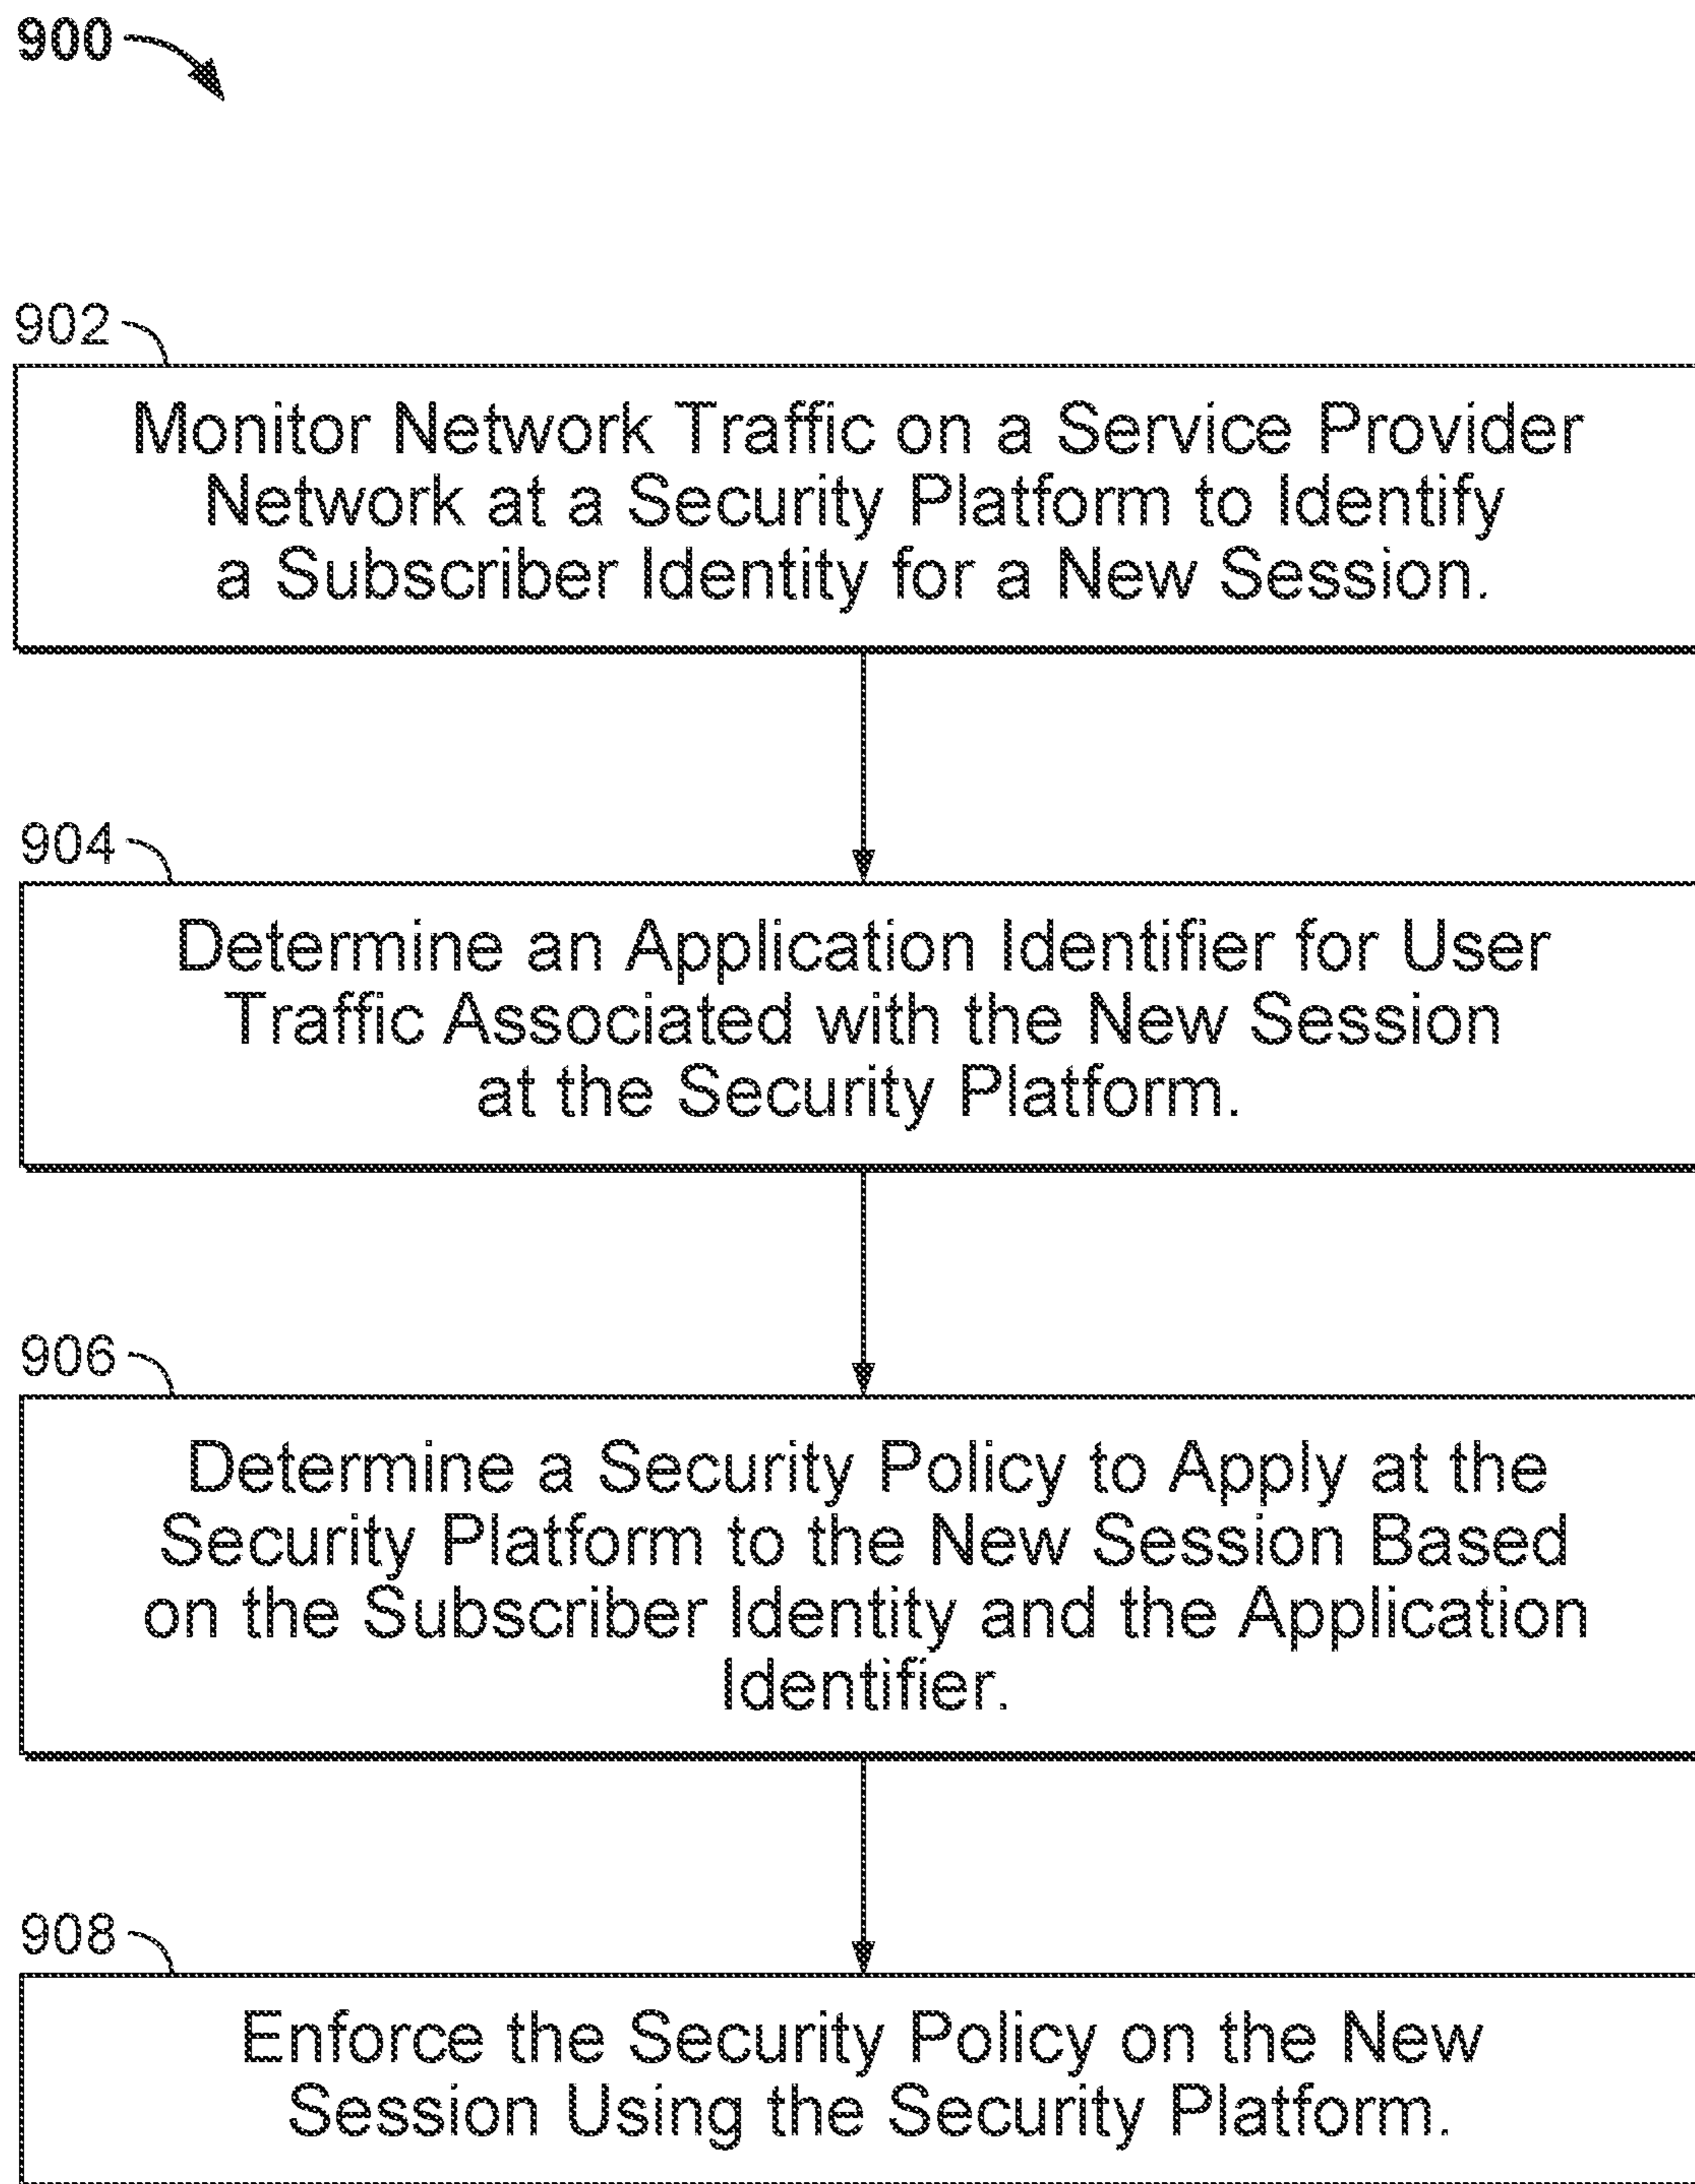 900
902
Monitor Network Traffic on a Service Provider
Network at a Security Platform to Identify
a Subscriber Identity for a New Session.
904
Determine an Application Identifier for User
Traffic Associated with the New Session
at the Security Platform.
906
Determine a Security Policy to Apply at the
Security Platform to the New Session Based
on the Subscriber Identity and the Application
Identifier.
908
Enforce the Security Policy on the New
Session Using the Security Platform.